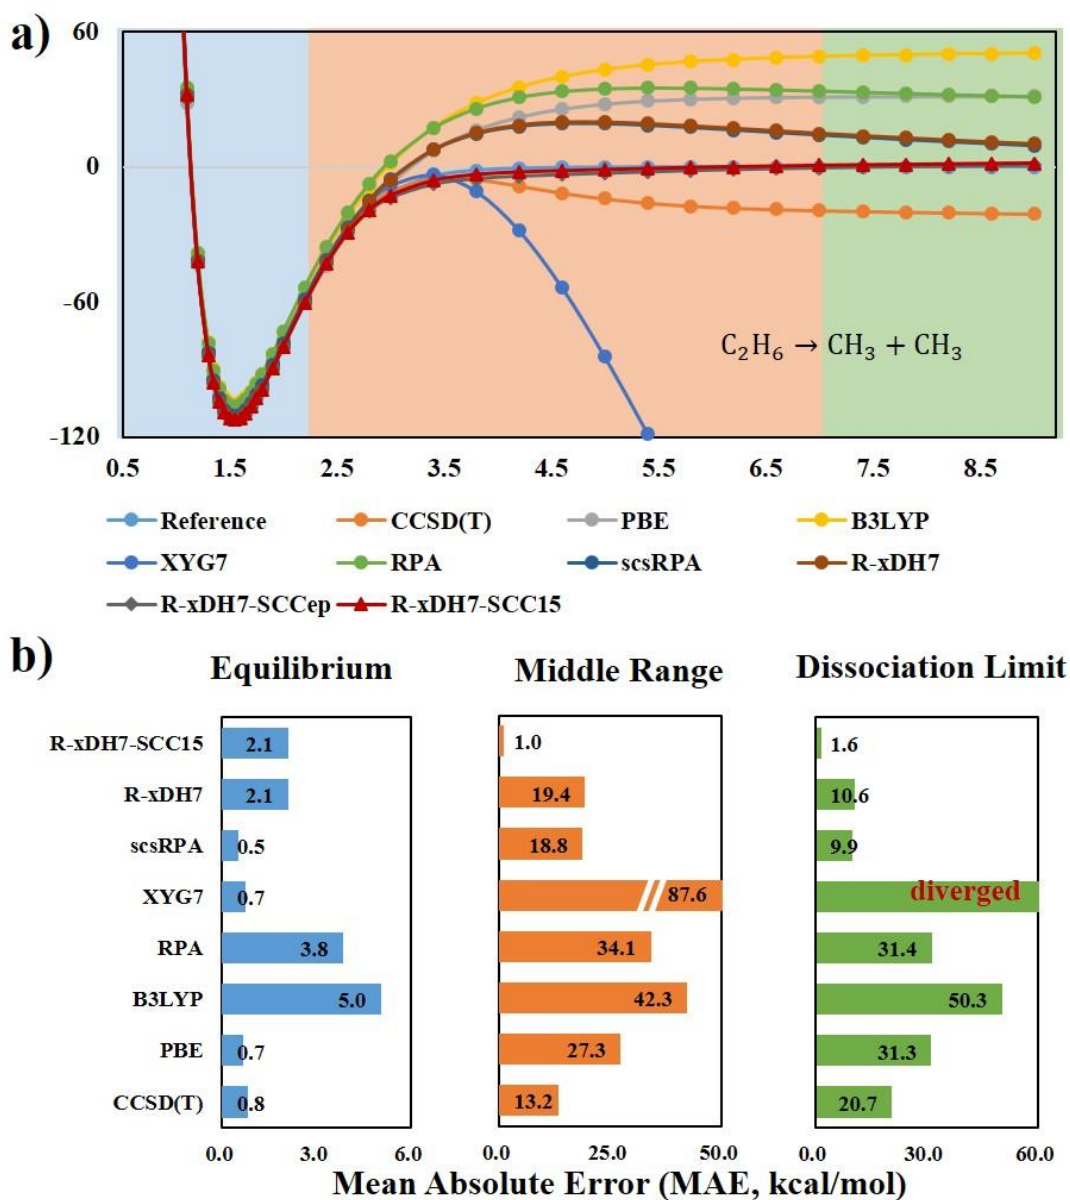 a)
60
0
-60
-120
C₂H₆ → CH₃ + CH₃
0.5 1.5 2.5 3.5 4.5 5.5 6.5 7.5 8.5
Reference CCSD(T) PBE B3LYP
XYG7 RPA scsRPA R-xDH7
R-xDH7-SCCep R-xDH7-SCC15
b)
Equilibrium Middle Range Dissociation Limit
R-xDH7-SCC15 2.1 1.0 1.6
R-xDH7 2.1 19.4 10.6
scsRPA 0.5 18.8 9.9
XYG7 0.7 87.6 diverged
RPA 3.8 34.1 31.4
B3LYP 5.0 42.3 50.3
PBE 0.7 27.3 31.3
CCSD(T) 0.8 13.2 20.7
0.0 3.0 6.0 0.0 25.0 50.0 0.0 30.0 60.0
Mean Absolute Error (MAE, kcal/mol)